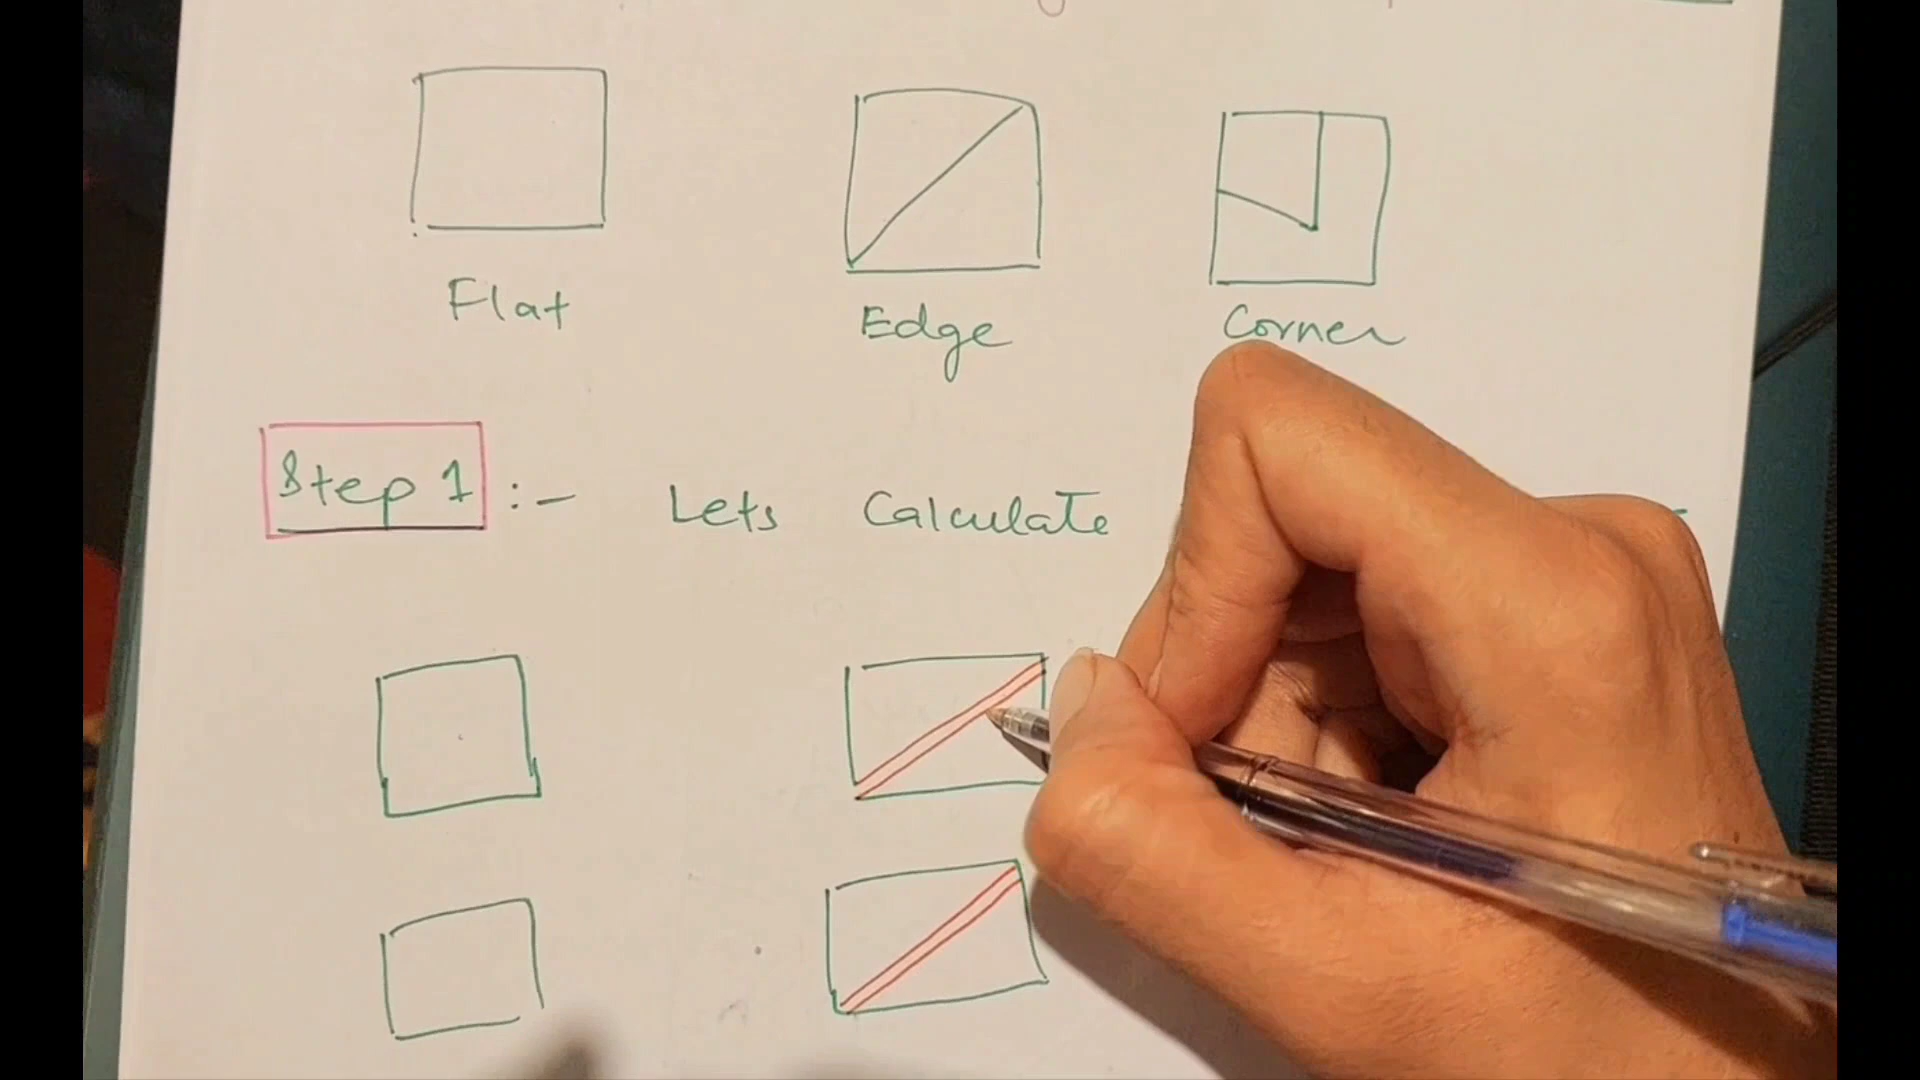 Flat
Edge
Corner
Step 1 :- Lets Calculate